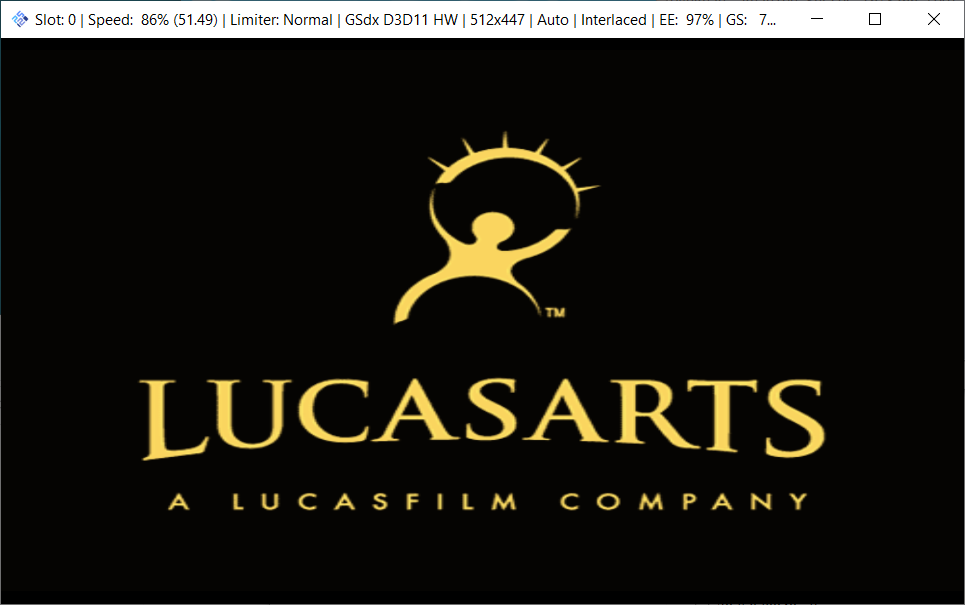 Slot: 0 | Speed: 86% (51.49) | Limiter: Normal | GSdx D3D11 HW | 512x447 | Auto | Interlaced | EE: 97% | GS: 7...
TM
LUCASARTS
A LUCASFILM COMPANY